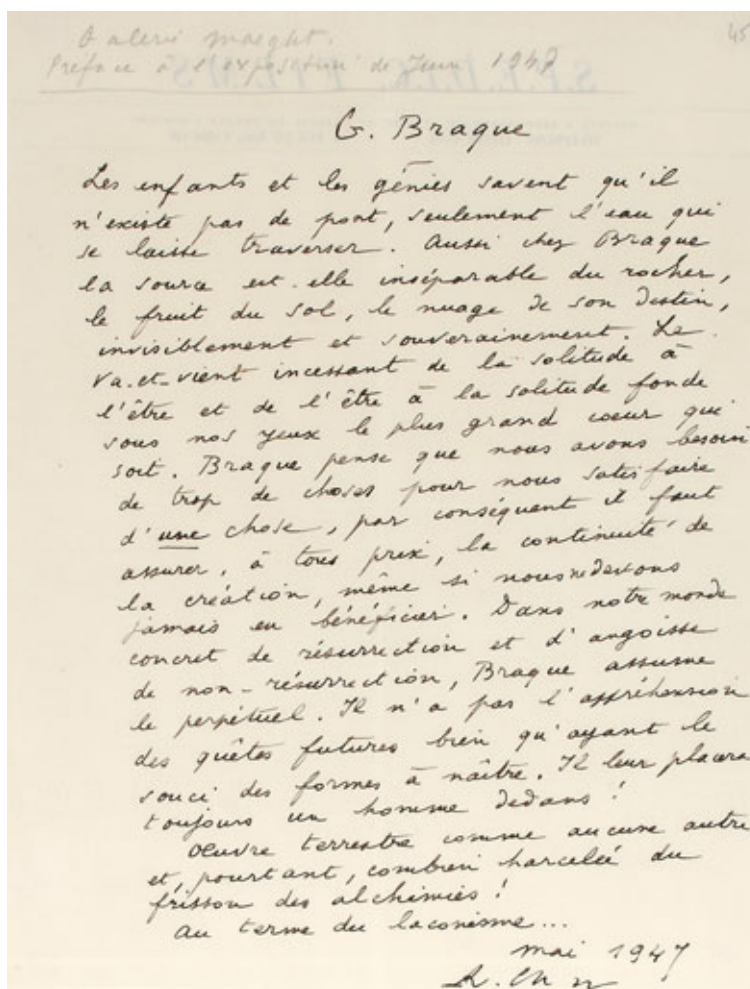 Galerie Maeght.
45
Préface à l'exposition de Juin 1947
G. Braque
Les enfants et les génies savent qu'il
n'existe pas de pont, seulement l'eau qui
se laisse traverser. Aussi chez Braque
la source est-elle inséparable du rocher,
le fruit du sol, le nuage de son destin,
invisiblement et souverainement. Le
va-et-vient incessant de la solitude à
l'être et de l'être à la solitude fonde
sous nos yeux le plus grand coeur qui
soit. Braque pense que nous avons besoin
de trop de choses pour nous satisfaire
d'une chose, par conséquent il faut
assurer, à tous prix, la continuité de
la création, même si nous ne devons
jamais en bénéficier. Dans notre monde
concret de résurrection et d'angoisse
de non-résurrection, Braque assume
le perpétuel. Il n'a pas l'appréhension
des quêtes futures bien qu'ayant le
souci des formes à naître. Il leur placera
toujours un homme dedans !
Œuvre terrestre comme aucune autre
et, pourtant, combien harcelée du
frisson des alchimies !
Au terme du laconisme...
mai 1947